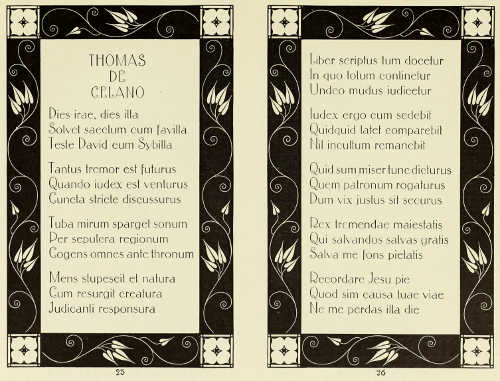 THOMAS
DE
CELANO
Dies irae, dies illa
Solvet saeclum cum favilla
Teste David cum Sybilla
Tantus tremor est futurus
Quando iudex est venturus
Cuncta stricte discussurus
Tuba mirum sparget sonum
Per sepulcra regionum
Cogens omnes ante thronum
Mens stupescit et natura
Cum resurgit creatura
Judicanti responsura
25
Liber scriptus tum docetur
In quo totum continetur
Undeo mudus iudicetur
Iudex ergo cum sedebit
Quidquid latet comparebit
Nil incultum remanebit
Quid sum miser tunc dicturus
Quem patronum rogaturus
Dum vix justus sit securus
Rex tremendae maiestatis
Qui salvandos salvas gratis
Salva me fons pietatis
Recordare Jesu pie
Quod sim causa tuae viae
Ne me perdas illa die
26